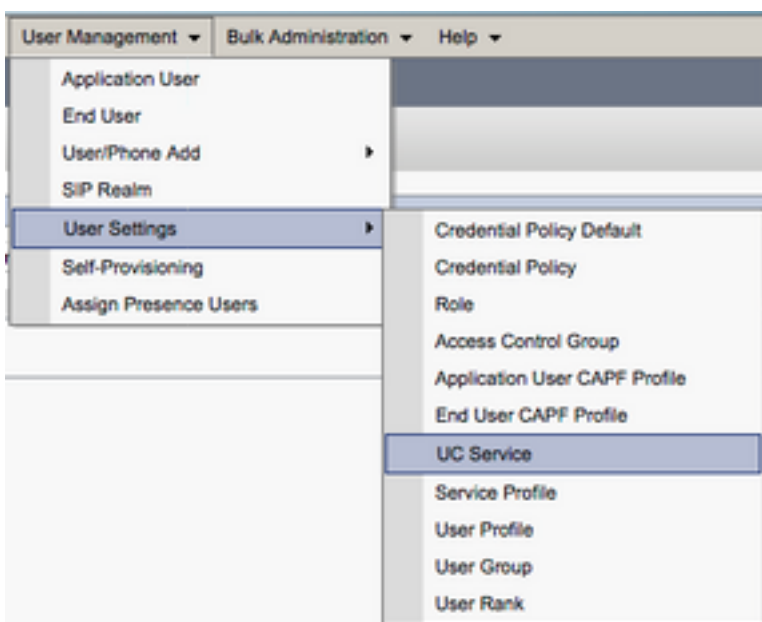 User Management Bulk Administration Help
Application User
End User
User/Phone Add
SIP Realm
User Settings
Self-Provisioning
Assign Presence Users
Credential Policy Default
Credential Policy
Role
Access Control Group
Application User CAPF Profile
End User CAPF Profile
UC Service
Service Profile
User Profile
User Group
User Rank